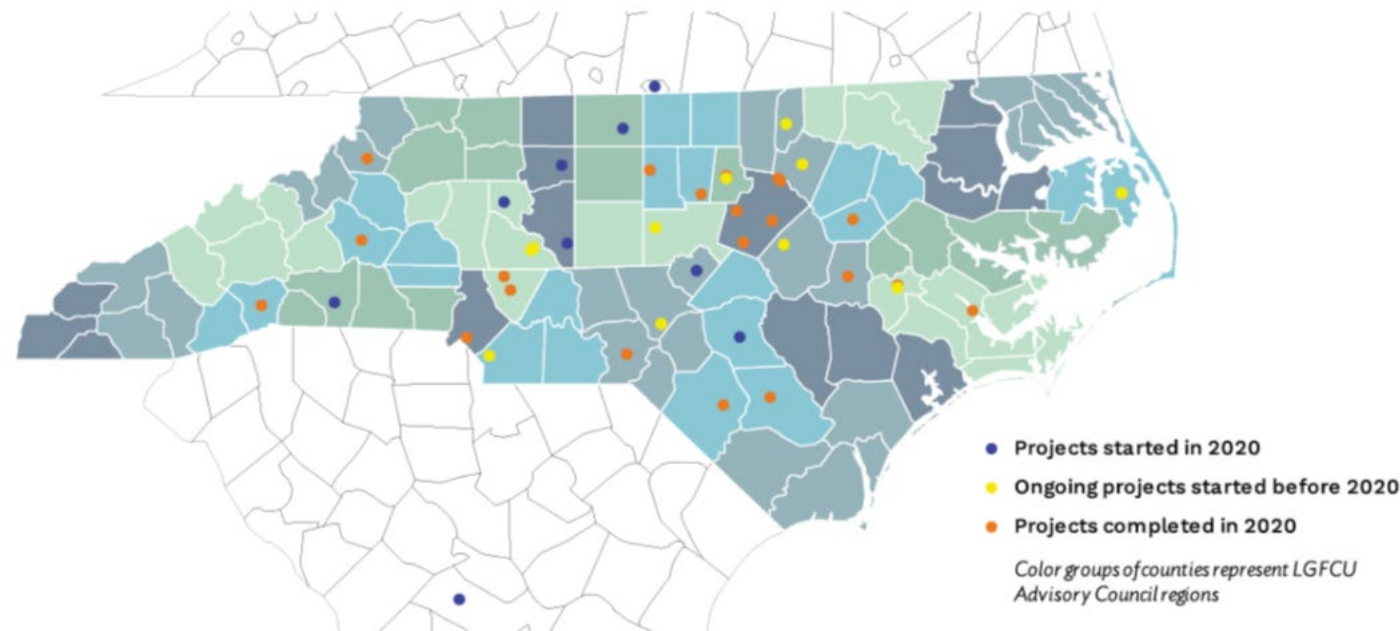 Projects started in 2020
Ongoing projects started before 2020
Projects completed in 2020
Color groups of counties represent LGFCU
Advisory Council regions